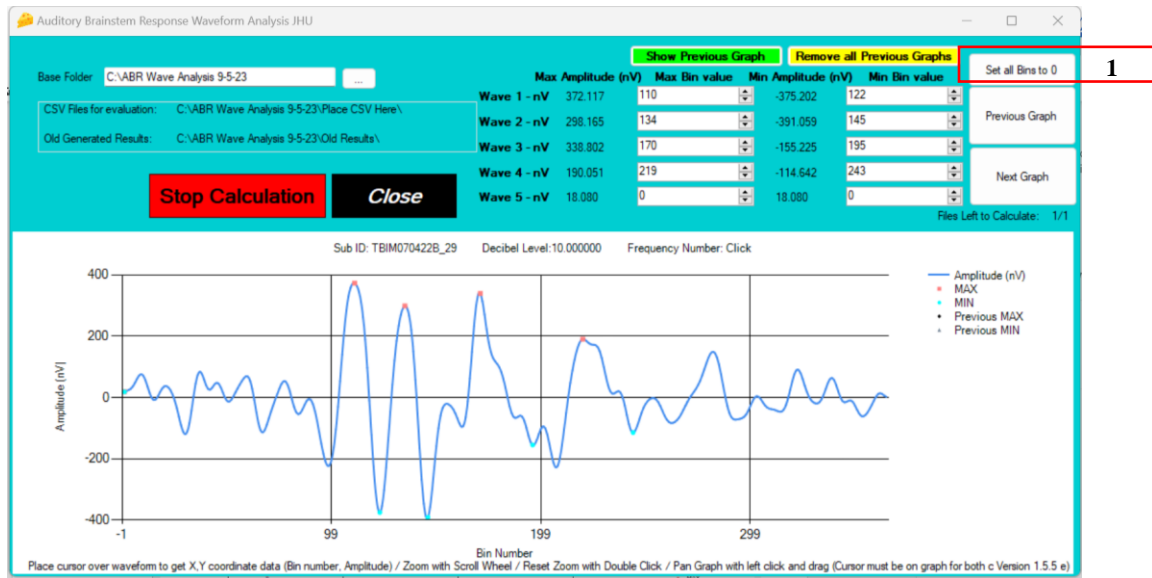 Auditory Brainstem Response Waveform Analysis JHU
Show Previous Graph Remove all Previous Graphs
Set all Bins to 0 1
Base Folder C:\ABR Wave Analysis 9-5-23 ...
Max Amplitude (nV) Max Bin value Min Amplitude (nV) Min Bin value
CSV Files for evaluation: C:\ABR Wave Analysis 9-5-23\Place CSV Here\
Old Generated Results: C:\ABR Wave Analysis 9-5-23\Old Results\
Wave 1 - nV 372.117 110 -375.202 122
Wave 2 - nV 298.165 134 -391.059 145
Wave 3 - nV 338.802 170 -155.225 195
Wave 4 - nV 190.051 219 -114.642 243
Wave 5 - nV 18.080 0 18.080 0
Previous Graph
Next Graph
Stop Calculation Close
Files Left to Calculate: 1/1
Sub ID: TBIM070422B_29 Decibel Level:10.000000 Frequency Number: Click
Amplitude (nV)
MAX
MIN
Previous MAX
Previous MIN
Amplitude (nV)
400
200
0
-200
-400
-1 99 199 299
Bin Number
Place cursor over waveform to get X,Y coordinate data (Bin number, Amplitude) / Zoom with Scroll Wheel / Reset Zoom with Double Click / Pan Graph with left click and drag (Cursor must be on graph for both c Version 1.5.5 e)